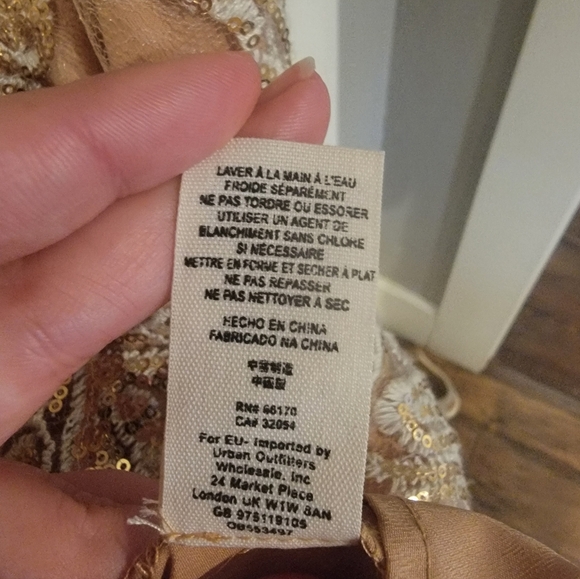 LAVER À LA MAIN À L'EAU
FROIDE SÉPARÉMENT
NE PAS TORDRE OU ESSORER
UTILISER UN AGENT DE
BLANCHIMENT SANS CHLORE
SI NÉCESSAIRE
METTRE EN FORME ET SECHER À PLAT
NE PAS REPASSER
NE PAS NETTOYER A SEC
HECHO EN CHINA
FABRICADO NA CHINA
中国制造
中國製
RN# 66170
CA# 32054
For EU- Imported by
Urban Outfitters
Wholesale, Inc
24 Market Place
London UK W1W 8AN
GB 975119105
OB553497